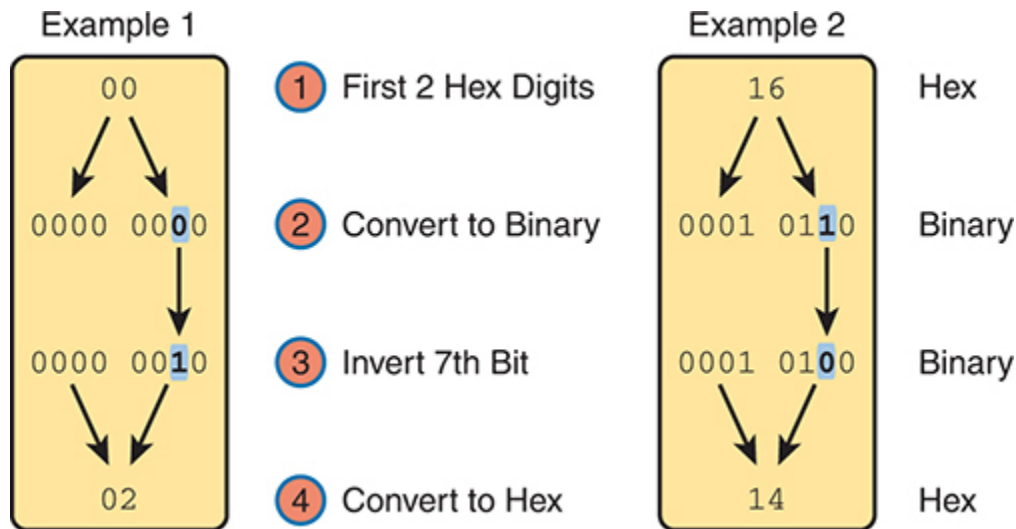 Example 1 Example 2
00 1 First 2 Hex Digits 16 Hex
0000 0000 2 Convert to Binary 0001 0110 Binary
0000 0010 3 Invert 7th Bit 0001 0100 Binary
02 4 Convert to Hex 14 Hex